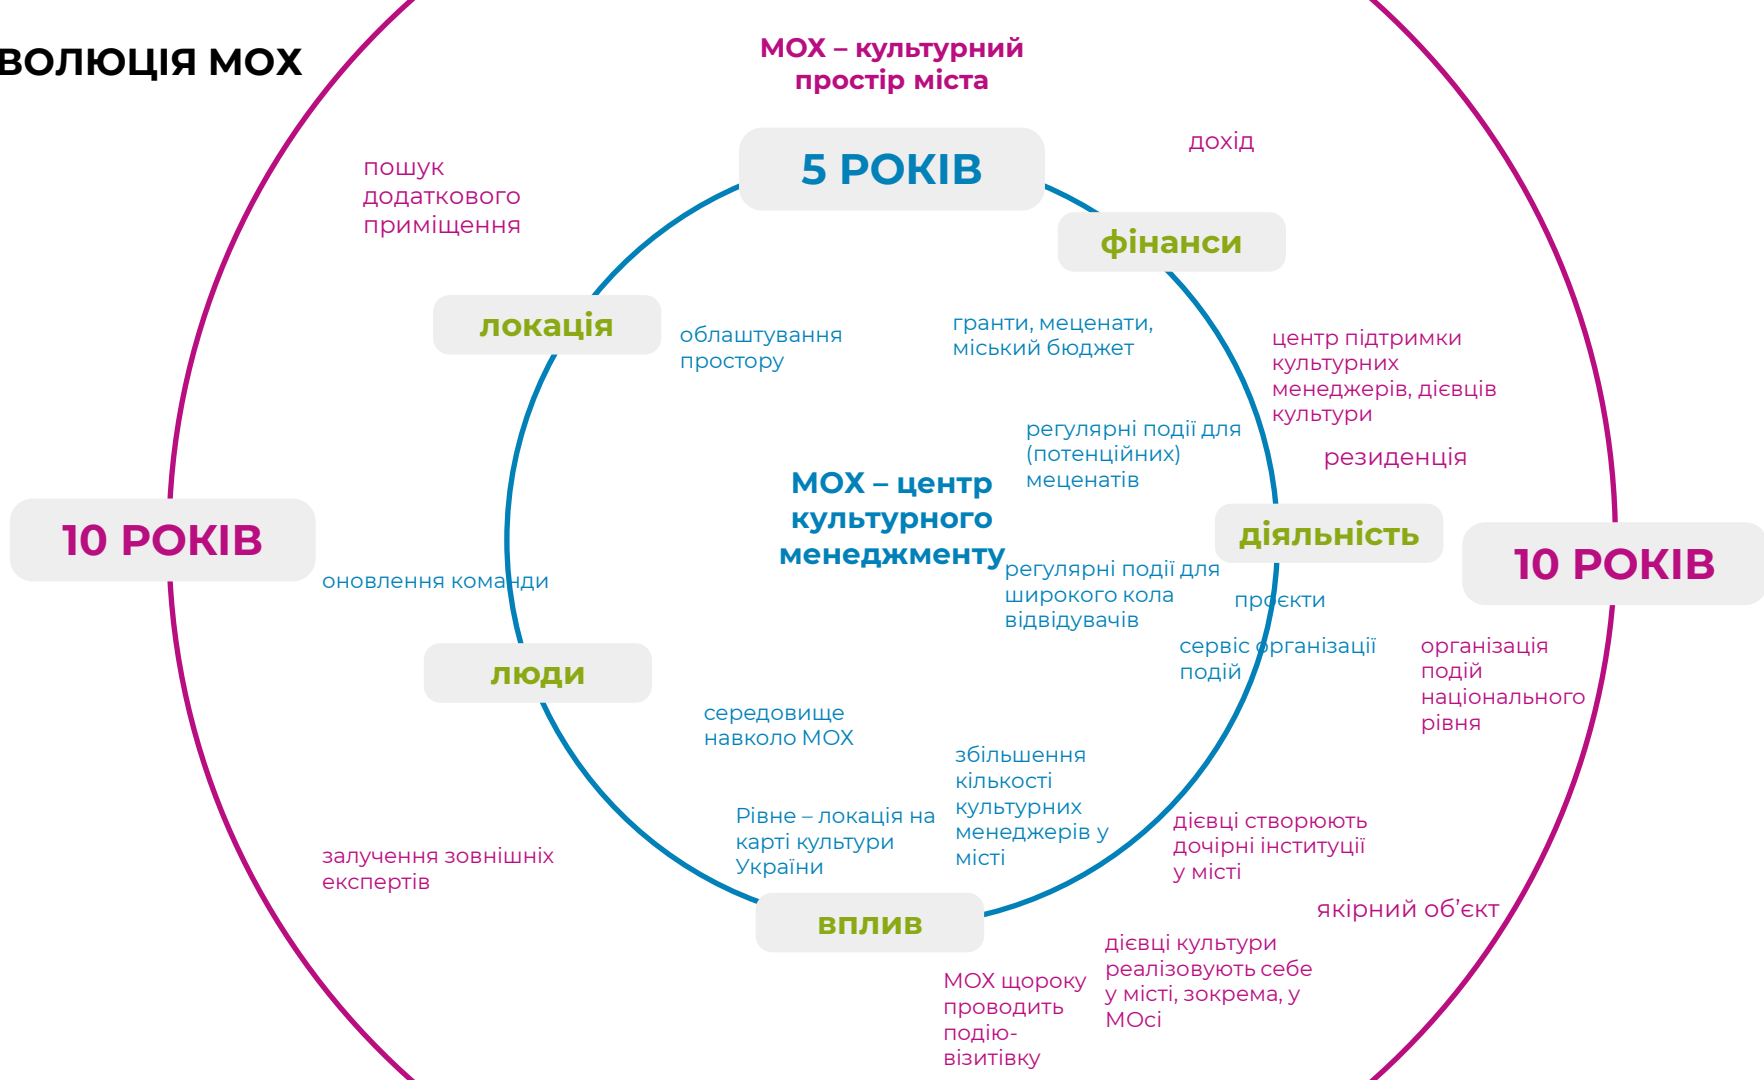 ВОЛЮЦІЯ МОХ
МОХ – культурний
простір міста
5 РОКІВ
дохід
пошук
додаткового
приміщення
фінанси
локація
облаштування
простору
гранти, меценати,
міський бюджет
центр підтримки
культурних
менеджерів, дієвців
культури
регулярні події для
(потенційних)
меценатів
резиденція
МОХ – центр
культурного
менеджменту
діяльність
10 РОКІВ
10 РОКІВ
оновлення команди
регулярні події для
широкого кола
відвідувачів
проєкти
сервіс організації
подій
організація
подій
національного
рівня
люди
середовище
навколо МОХ
збільшення
кількості
культурних
менеджерів у
місті
Рівне – локація на
карті культури
України
дієвці створюють
дочірні інституції
у місті
залучення зовнішніх
експертів
якірний об’єкт
вплив
дієвці культури
реалізовують себе
у місті, зокрема, у
МОсі
МОХ щороку
проводить
подію-
візитівку